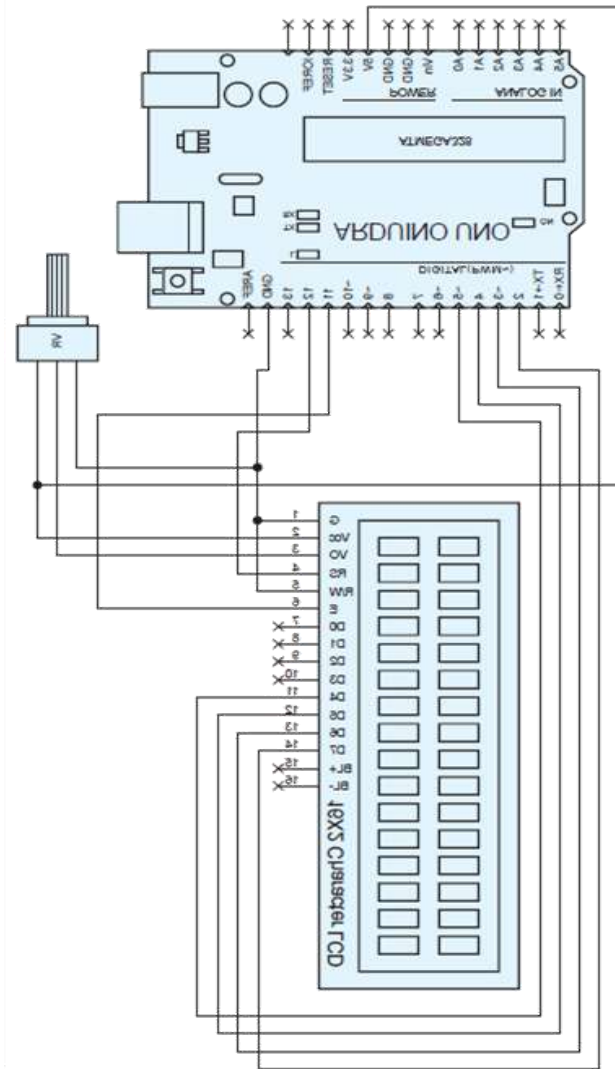 IOREF
RESET
3.3V
5V
GND
GND
Vin
A0
A1
A2
A3
A4
A5
POWER
ANALOG IN
ATMEGA328
RX
TX
L
ARDUINO UNO
ON
DIGITAL(PWM~)
AREF
GND
13
12
11
~10
~9
8
7
~6
~5
4
~3
2
TX→1
RX←0
VR
1 G
2 Vcc
3 VO
4 RS
5 R/W
6 E
7 D0
8 D1
9 D2
10 D3
11 D4
12 D5
13 D6
14 D7
15 BL+
16 BL-
16X2 Character LCD